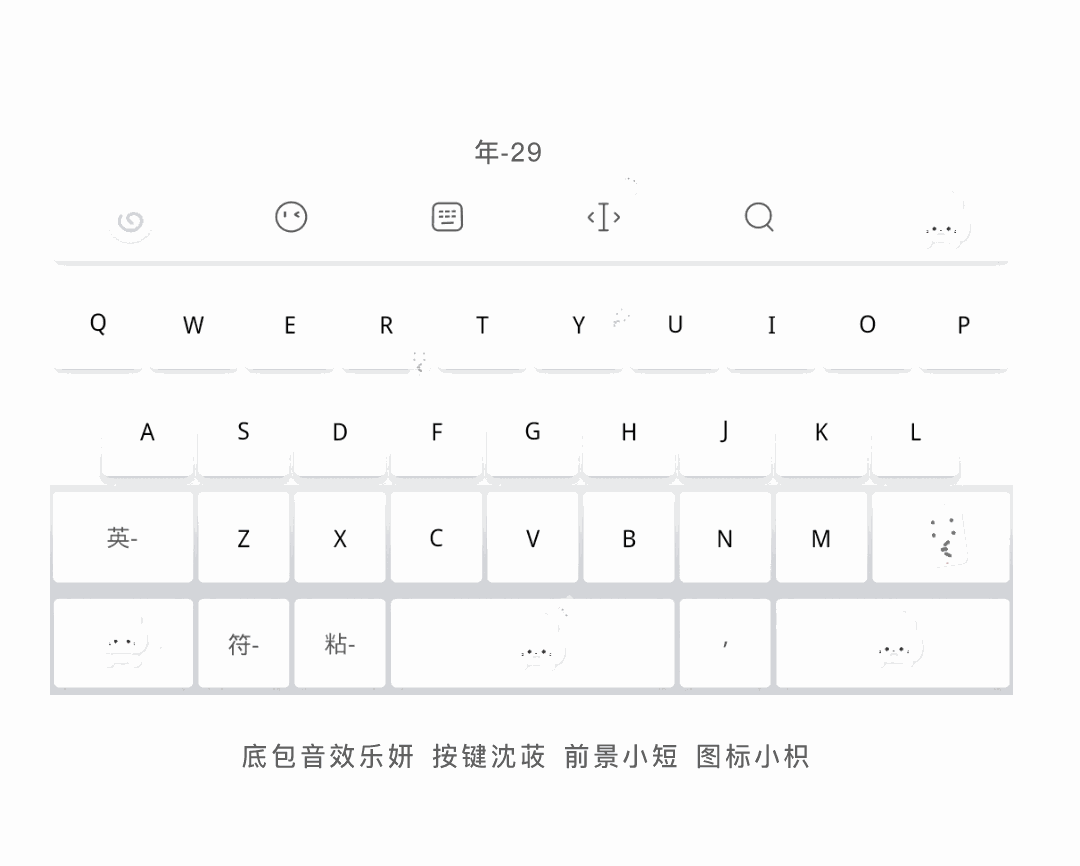 年-29
Q W E R T Y U I O P
A S D F G H J K L
英- Z X C V B N M
符- 粘- ,
底包音效乐妍 按键沈莜 前景小短 图标小枳